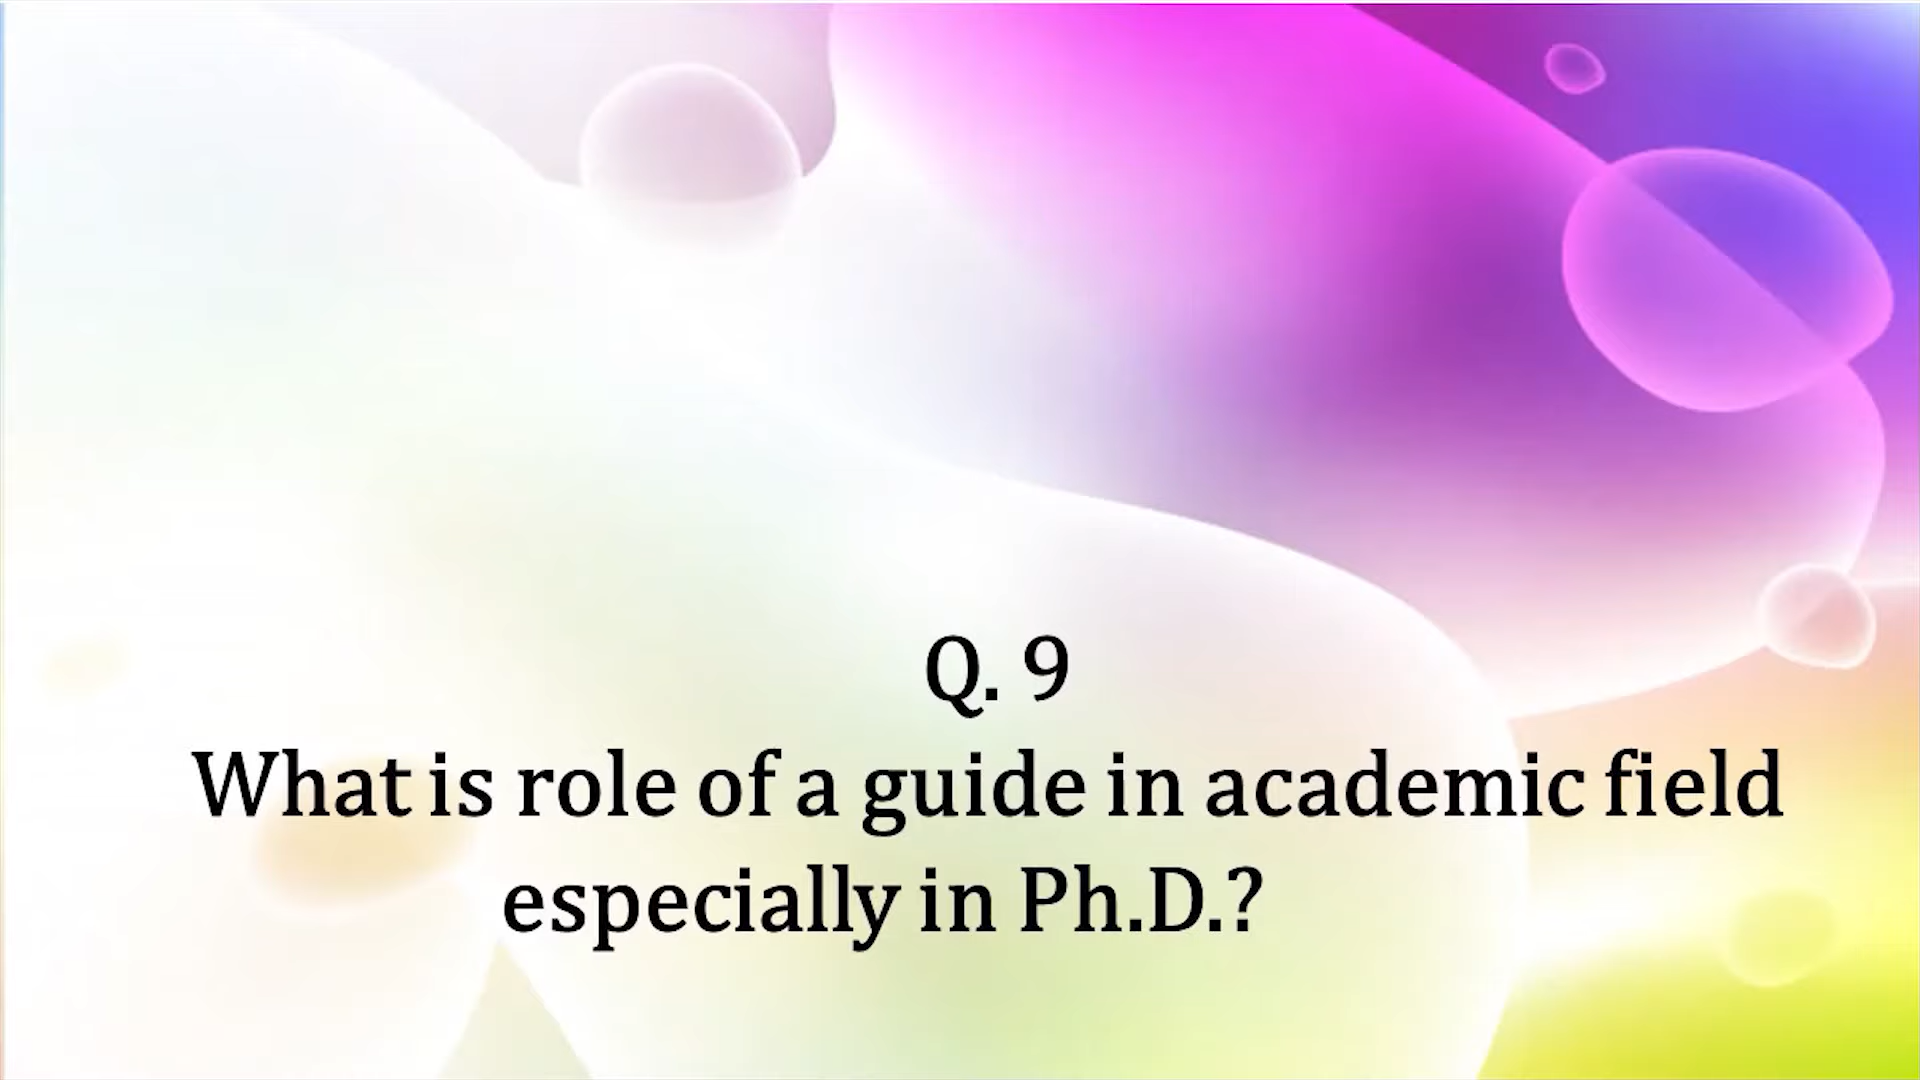 Q. 9
What is role of a guide in academic field
especially in Ph.D.?